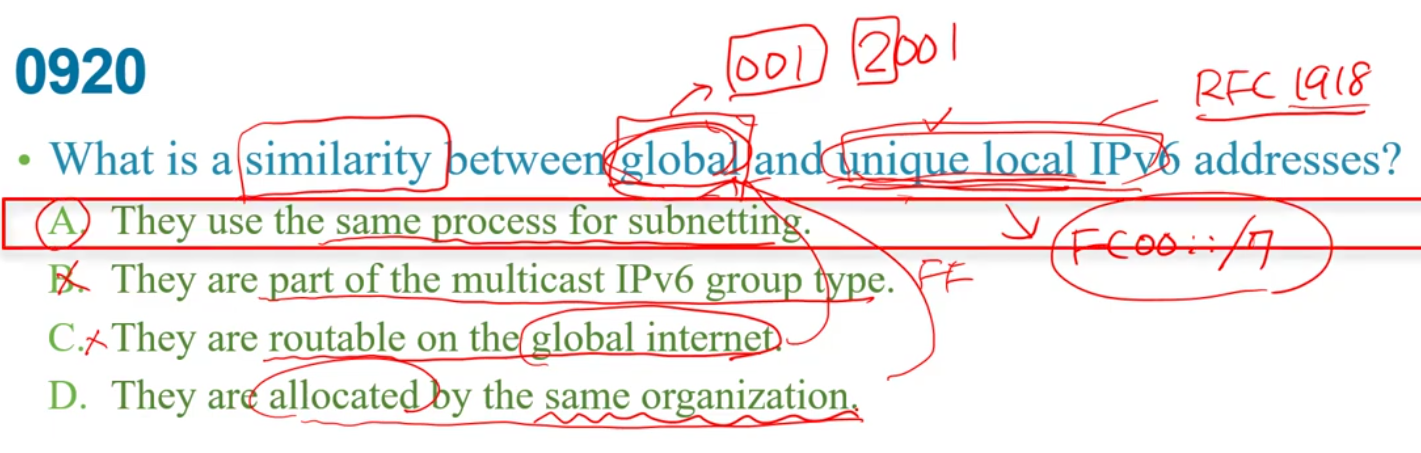 001 2001
0920
RFC 1918
• What is a similarity between global and unique local IPv6 addresses?
A. They use the same process for subnetting.
FC00::/7
B. They are part of the multicast IPv6 group type. FF
C. They are routable on the global internet.
D. They are allocated by the same organization.